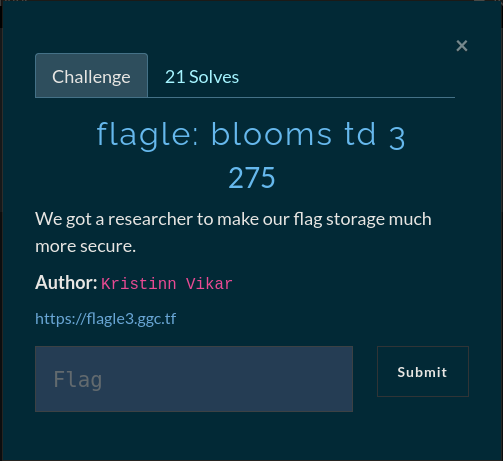 ×
Challenge
21 Solves
flagle: blooms td 3
275
We got a researcher to make our flag storage much
more secure.
Author: Kristinn Vikar
https://flagle3.ggc.tf
Flag
Submit